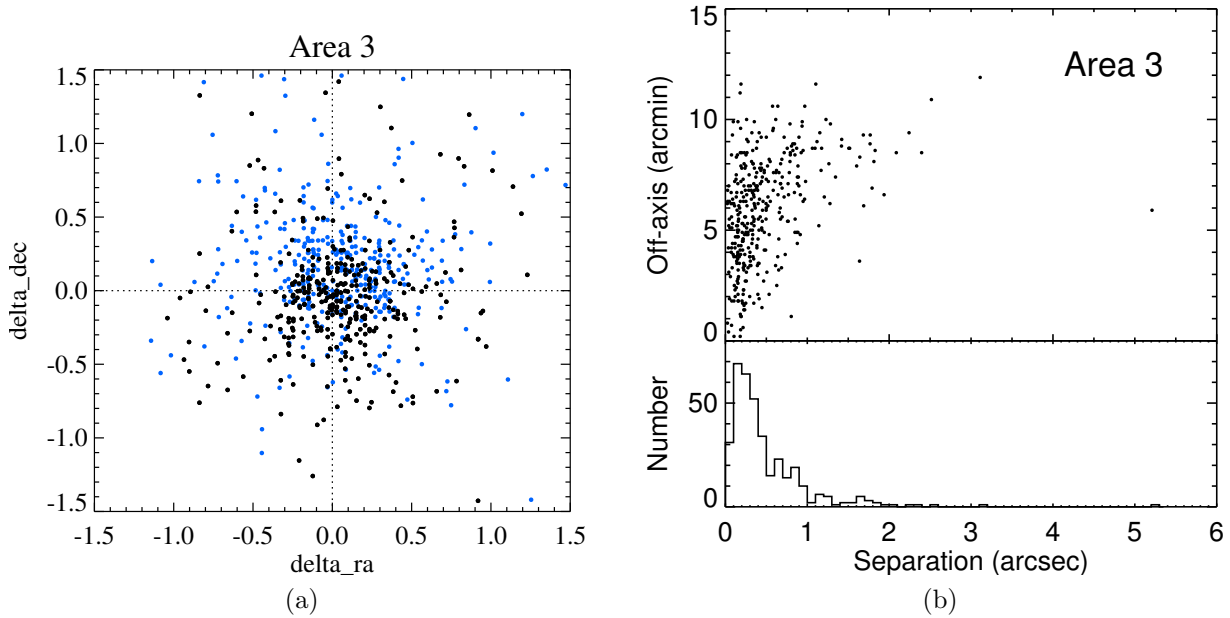 Area 3
1.5
1.0
0.5
0.0
-0.5
-1.0
-1.5
delta_dec
-1.5 -1.0 -0.5 0.0 0.5 1.0 1.5
delta_ra
(a)
15
10
5
0
Off-axis (arcmin)
Area 3
50
0
Number
0 1 2 3 4 5 6
Separation (arcsec)
(b)